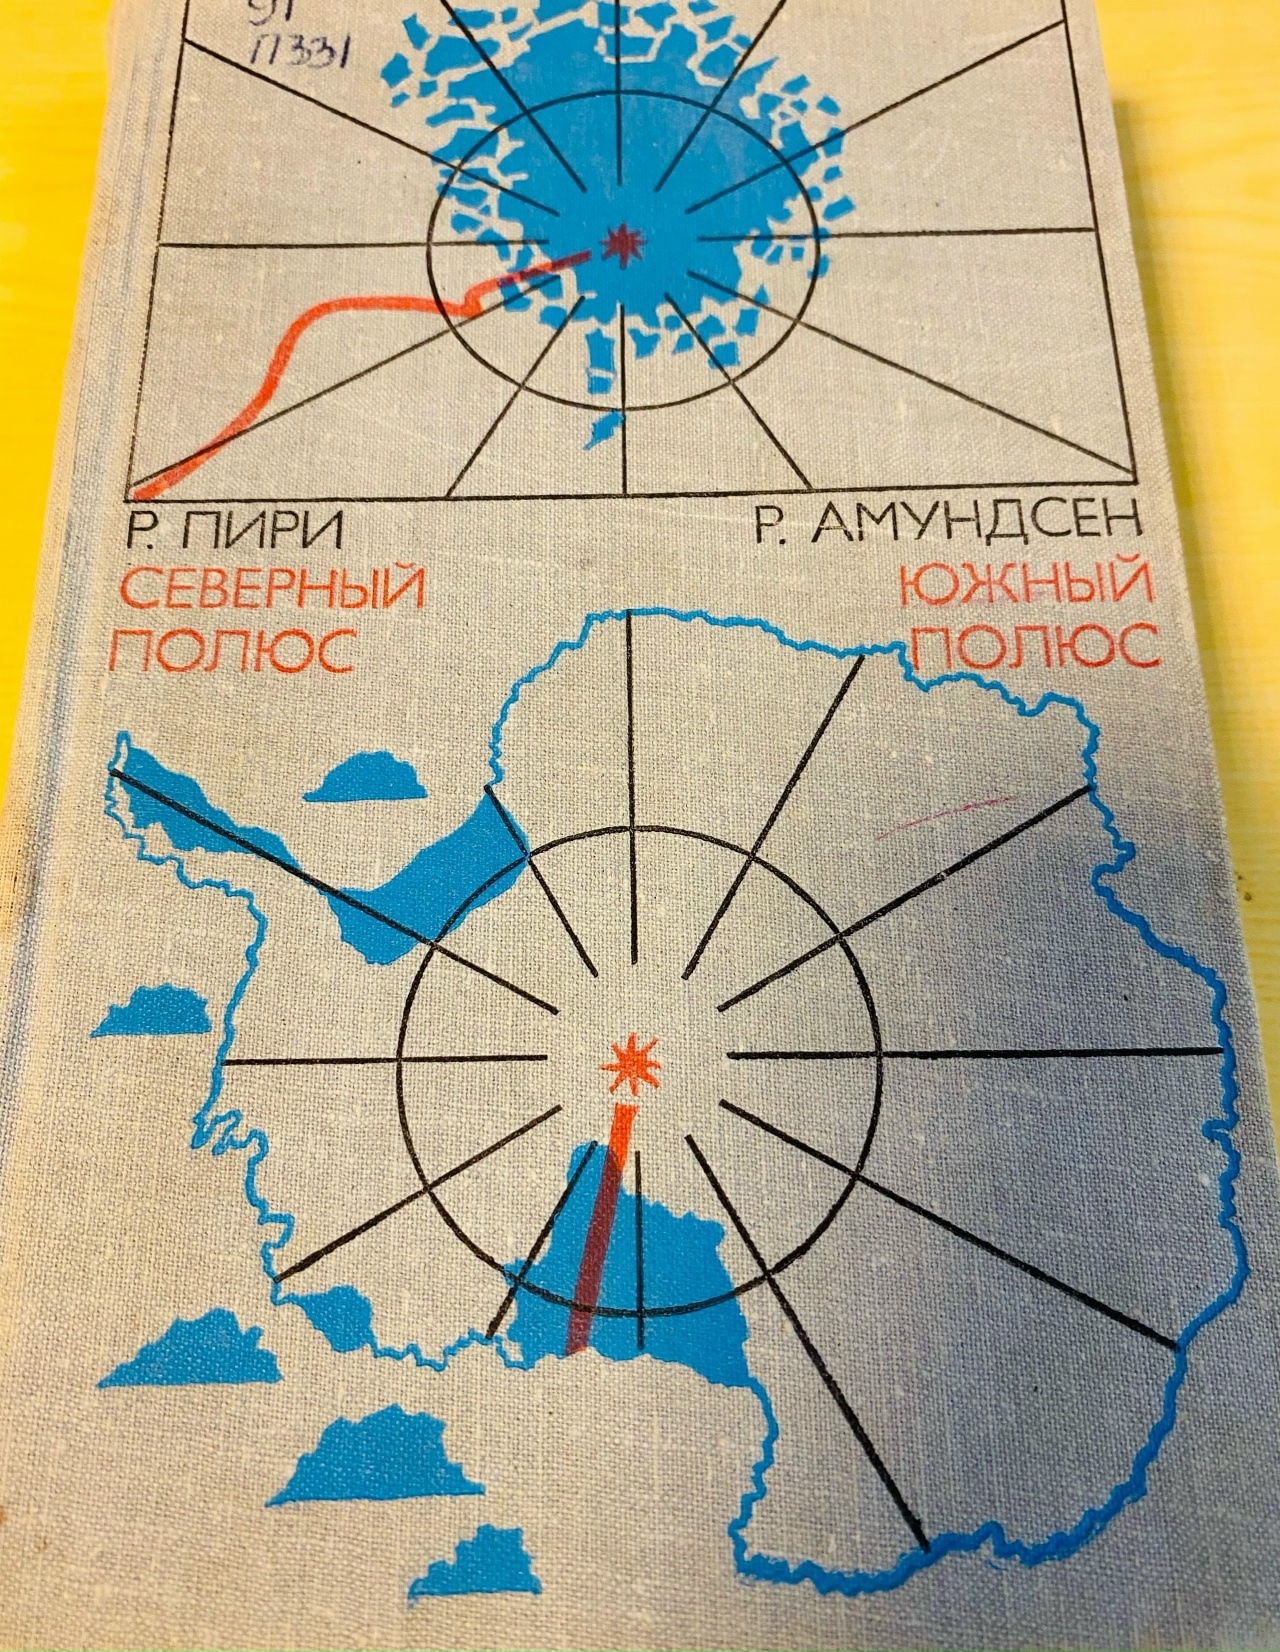 91
П331
Р. ПИРИ
Р. АМУНДСЕН
СЕВЕРНЫЙ
ПОЛЮС
ЮЖНЫЙ
ПОЛЮС